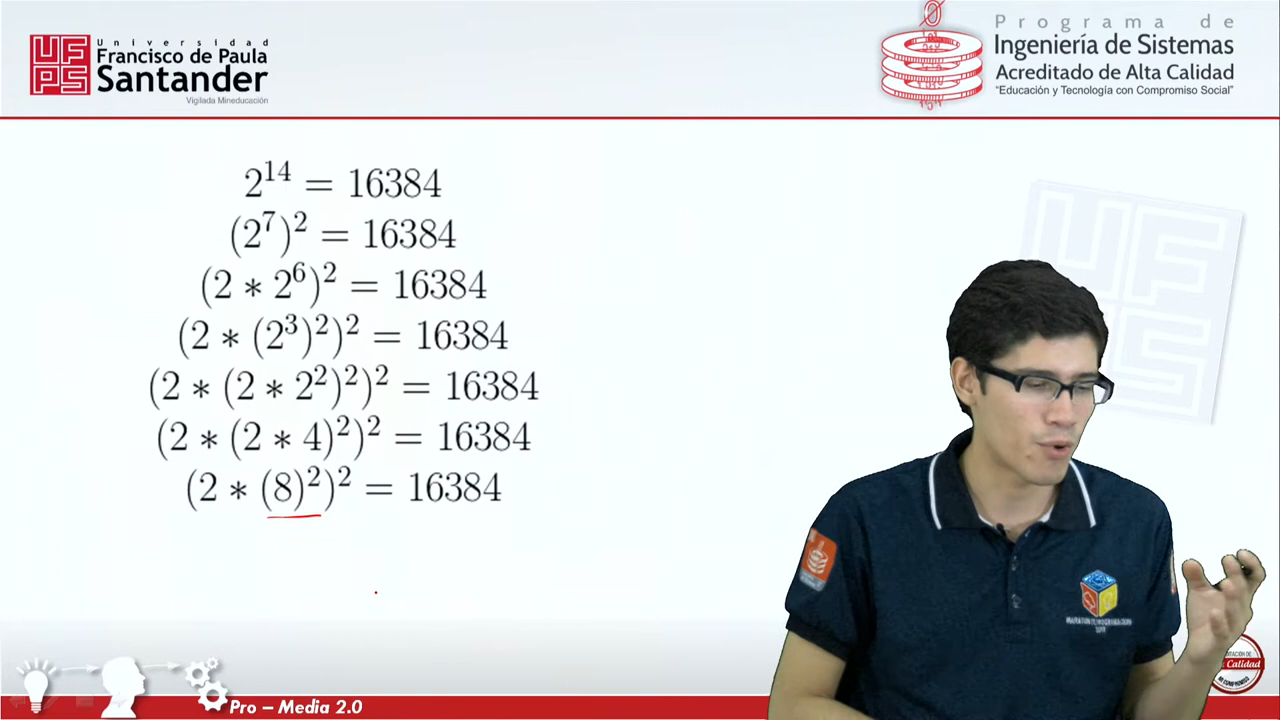 UFPS
Universidad
Francisco de Paula
Santander
Vigilada Mineducación
Programa de
Ingeniería de Sistemas
Acreditado de Alta Calidad
"Educación y Tecnología con Compromiso Social"
2^14 = 16384
(2^7)^2 = 16384
(2 * 2^6)^2 = 16384
(2 * (2^3)^2)^2 = 16384
(2 * (2 * 2^2)^2)^2 = 16384
(2 * (2 * 4)^2)^2 = 16384
(2 * (8)^2)^2 = 16384
Calidad
Pro – Media 2.0